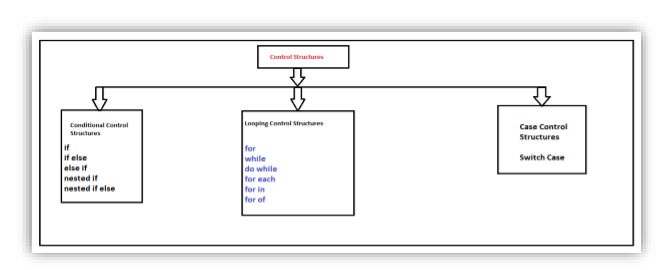 Control Structures
Conditional Control
Structures
if
if else
else if
nested if
nested if else
Looping Control Structures
for
while
do while
for each
for in
for of
Case Control
Structures
Switch Case